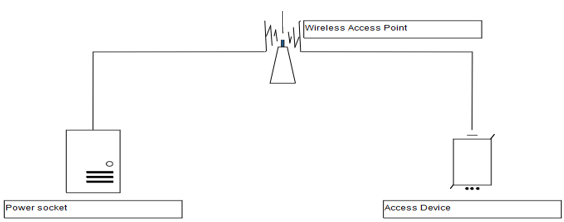 Wireless Access Point
Power socket
Access Device